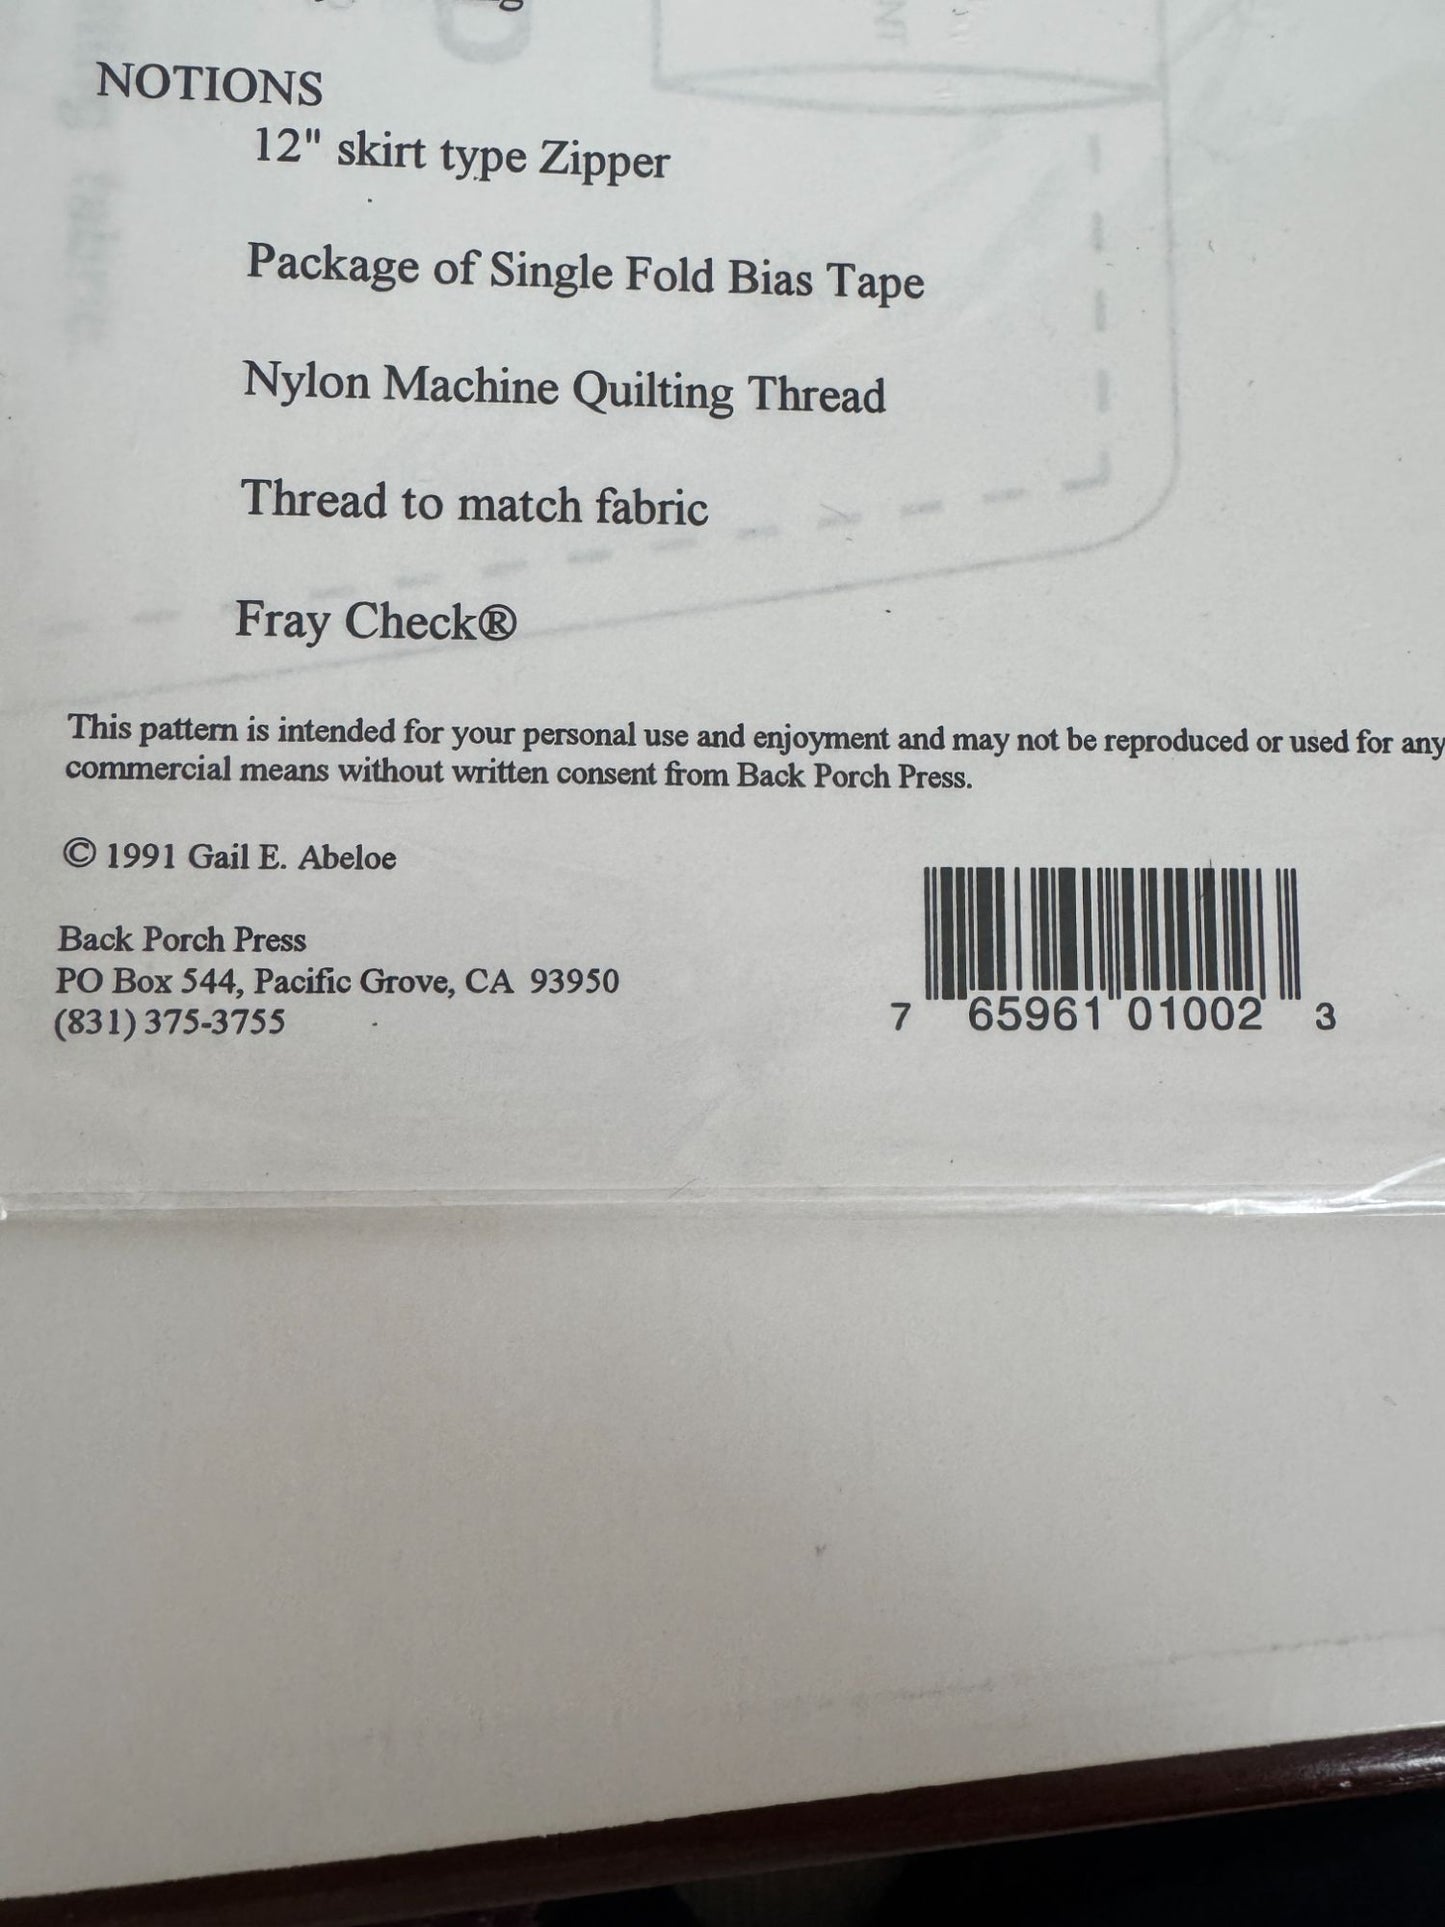 NOTIONS
12" skirt type Zipper
Package of Single Fold Bias Tape
Nylon Machine Quilting Thread
Thread to match fabric
Fray Check®
This pattern is intended for your personal use and enjoyment and may not be reproduced or used for any
commercial means without written consent from Back Porch Press.
© 1991 Gail E. Abeloe
Back Porch Press
PO Box 544, Pacific Grove, CA 93950
(831) 375-3755
7 65961 01002 3